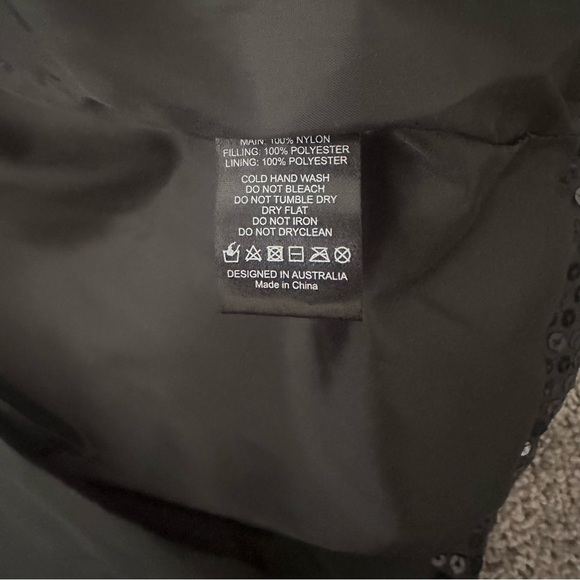 MAIN: 100% NYLON
FILLING: 100% POLYESTER
LINING: 100% POLYESTER
COLD HAND WASH
DO NOT BLEACH
DO NOT TUMBLE DRY
DRY FLAT
DO NOT IRON
DO NOT DRYCLEAN
DESIGNED IN AUSTRALIA
Made in China